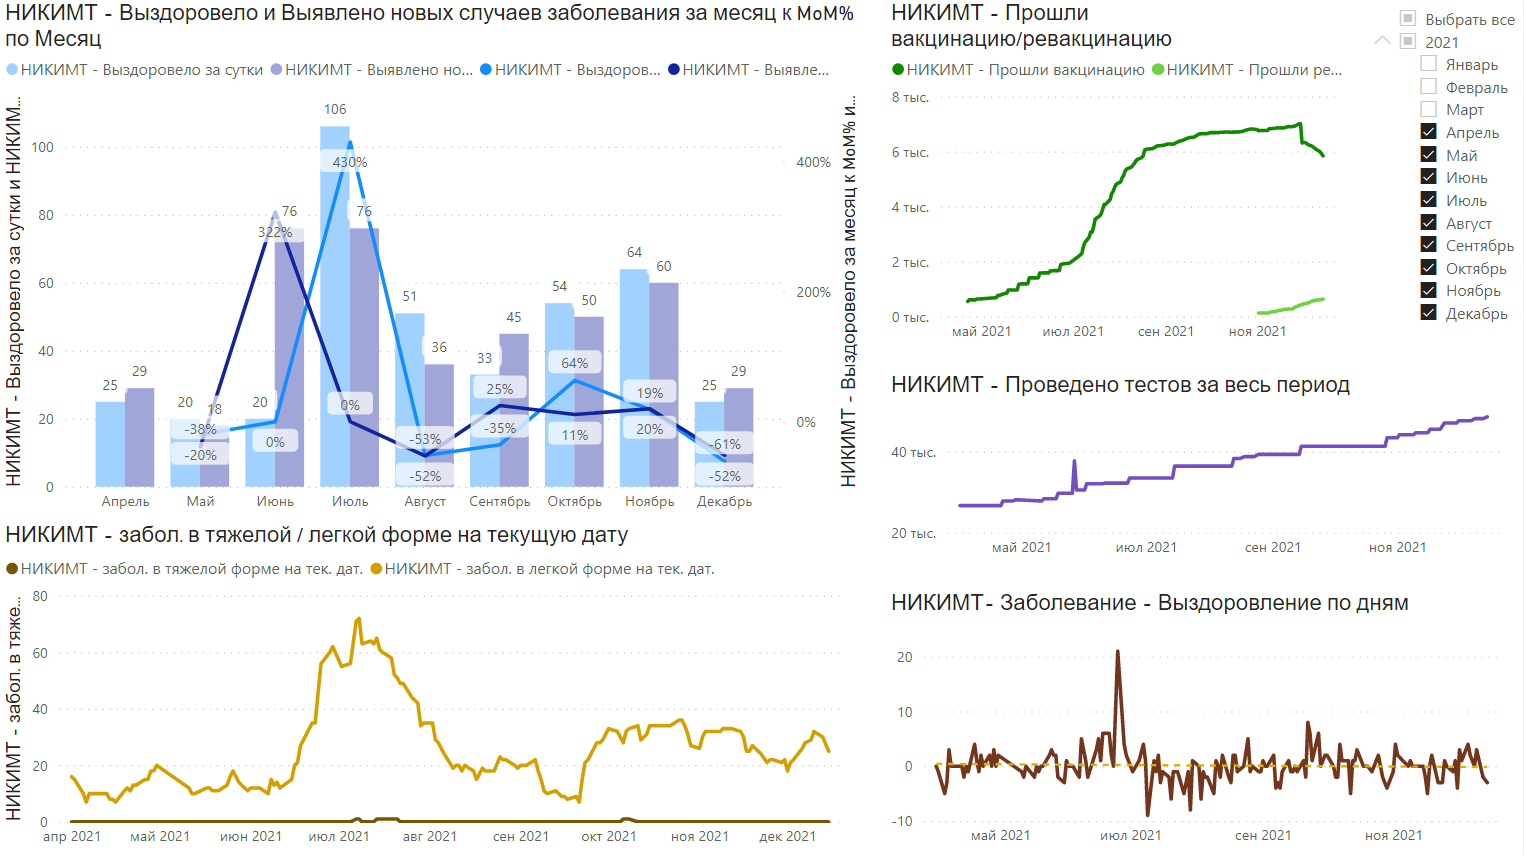 НИКИМТ - Выздоровело и Выявлено новых случаев заболевания за месяц к MoM%
по Месяц
НИКИМТ - Выздоровело за сутки НИКИМТ - Выявлено но... НИКИМТ - Выздоров... НИКИМТ - Выявле...
НИКИМТ - Выздоровело за сутки и НИКИМ...
100
80
60
40
20
0
25
29
20
18
-38%
-20%
20
76
322%
0%
106
430%
76
0%
51
36
-53%
-52%
33
45
25%
-35%
54
50
64%
11%
64
60
19%
20%
25
29
-61%
-52%
400%
200%
0%
НИКИМТ - Выздоровело за месяц к MoM% и...
Апрель Май Июнь Июль Август Сентябрь Октябрь Ноябрь Декабрь
НИКИМТ - забол. в тяжелой / легкой форме на текущую дату
НИКИМТ - забол. в тяжелой форме на тек. дат. НИКИМТ - забол. в легкой форме на тек. дат.
НИКИМТ - забол. в тяже...
80
60
40
20
0
апр 2021 май 2021 июн 2021 июл 2021 авг 2021 сен 2021 окт 2021 ноя 2021 дек 2021
НИКИМТ - Прошли
вакцинацию/ревакцинацию
НИКИМТ - Прошли вакцинацию НИКИМТ - Прошли ре...
8 тыс.
6 тыс.
4 тыс.
2 тыс.
0 тыс.
май 2021 июл 2021 сен 2021 ноя 2021
Выбрать все
2021
Январь
Февраль
Март
Апрель
Май
Июнь
Июль
Август
Сентябрь
Октябрь
Ноябрь
Декабрь
НИКИМТ - Проведено тестов за весь период
40 тыс.
20 тыс.
май 2021 июл 2021 сен 2021 ноя 2021
НИКИМТ- Заболевание - Выздоровление по дням
20
10
0
-10
май 2021 июл 2021 сен 2021 ноя 2021